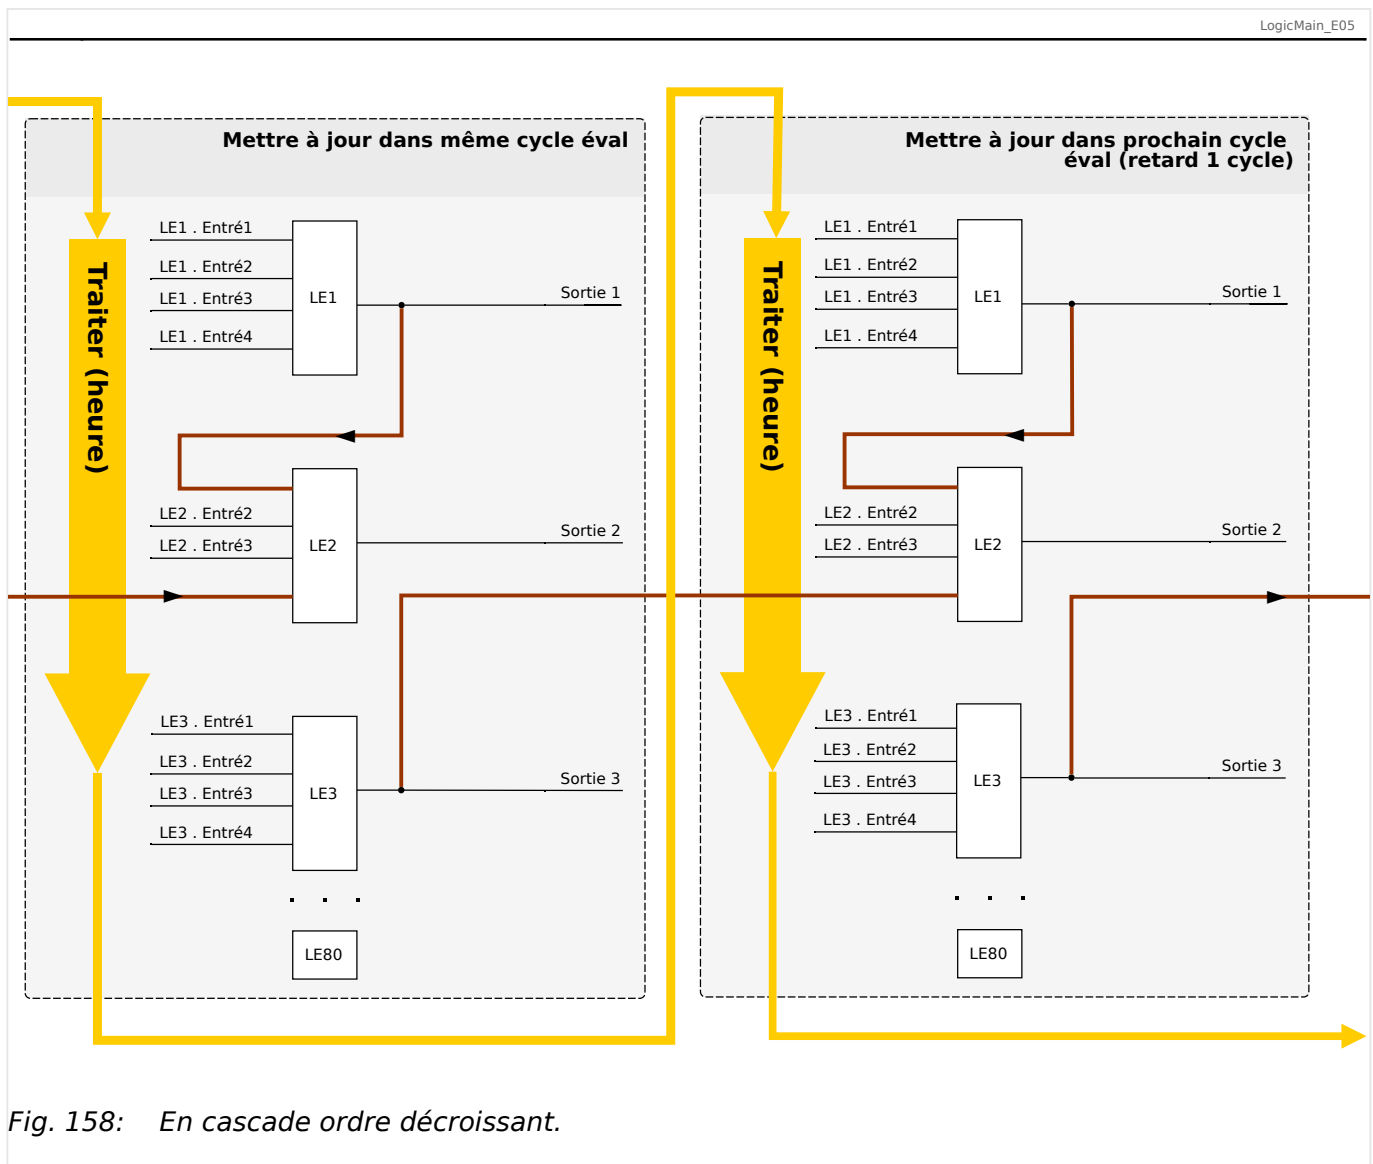 LogicMain_E05
Mettre à jour dans même cycle éval
Traiter (heure)
LE1 . Entré1
LE1 . Entré2
LE1 . Entré3
LE1 . Entré4
LE1
Sortie 1
LE2 . Entré2
LE2 . Entré3
LE2
Sortie 2
LE3 . Entré1
LE3 . Entré2
LE3 . Entré3
LE3 . Entré4
LE3
Sortie 3
. . .
LE80
Mettre à jour dans prochain cycle
éval (retard 1 cycle)
Traiter (heure)
LE1 . Entré1
LE1 . Entré2
LE1 . Entré3
LE1 . Entré4
LE1
Sortie 1
LE2 . Entré2
LE2 . Entré3
LE2
Sortie 2
LE3 . Entré1
LE3 . Entré2
LE3 . Entré3
LE3 . Entré4
LE3
Sortie 3
. . .
LE80
Fig. 158: En cascade ordre décroissant.